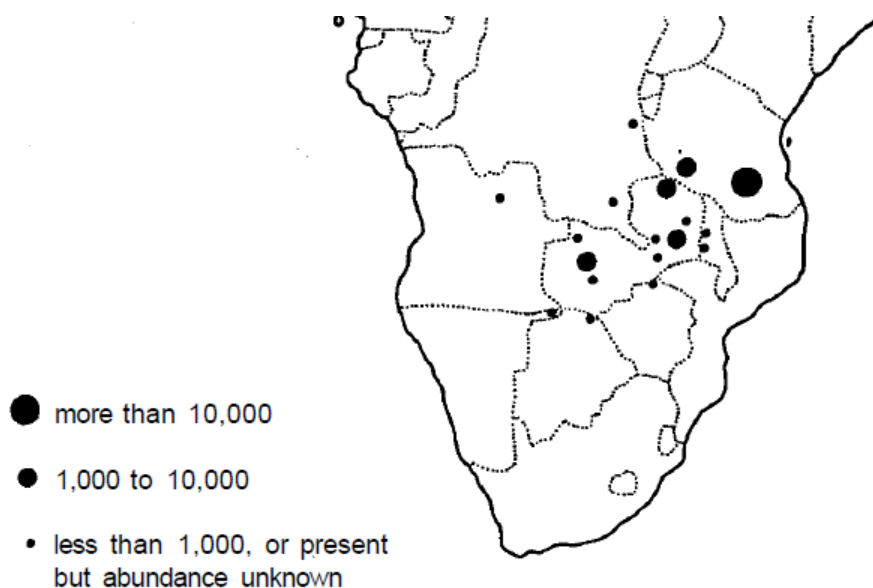 more than 10,000
1,000 to 10,000
less than 1,000, or present
but abundance unknown